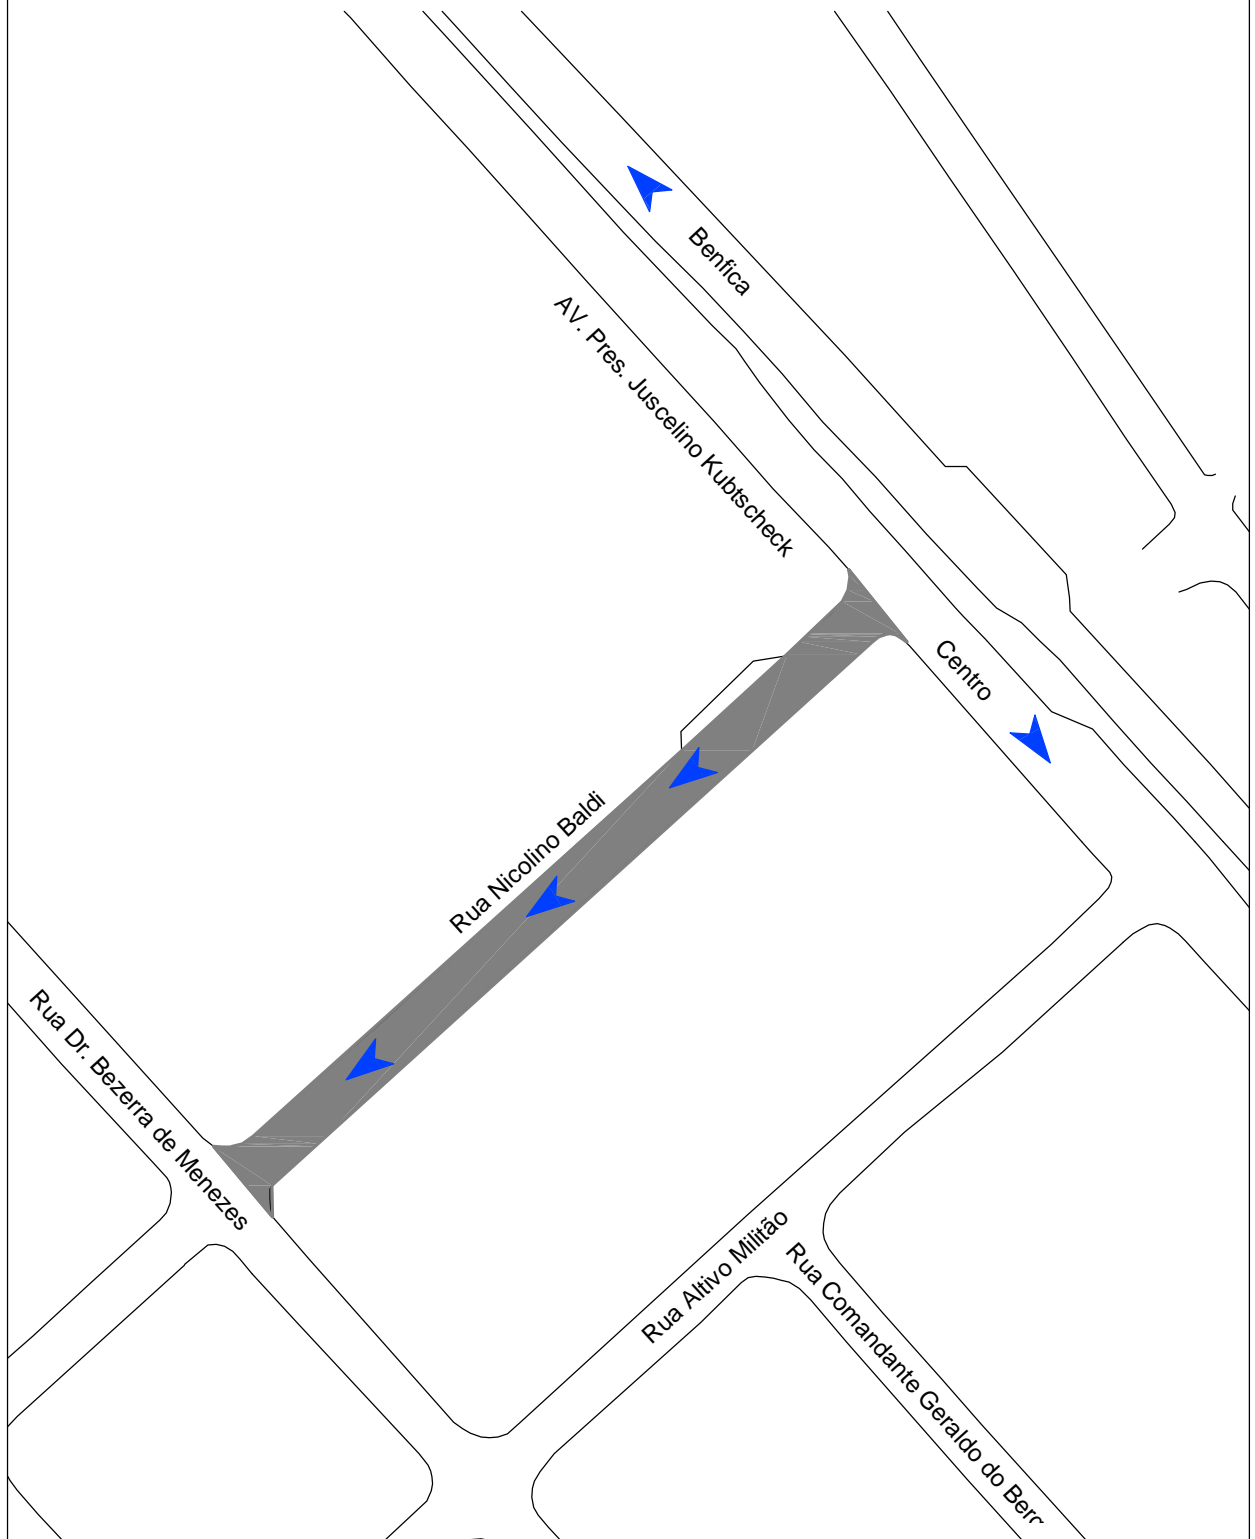 Benfica
AV. Pres. Juscelino Kubtscheck
Centro
Rua Nicolino Baldi
Rua Dr. Bezerra de Menezes
Rua Altivo Militão
Rua Comandante Geraldo do